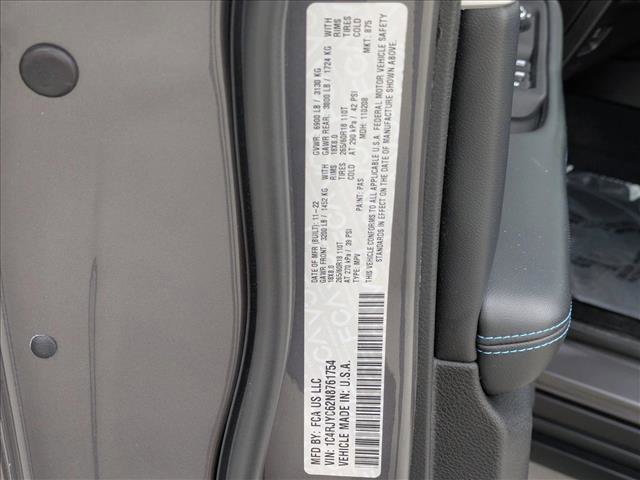 MFD BY: FCA US LLC
VIN: 1C4RJYC62N8761754
VEHICLE MADE IN: U.S.A.
DATE OF MFR (BUILT): 11-22 GVWR: 6900 LB / 3130 KG
GAWR FRONT: 3200 LB / 1452 KG WITH GAWR REAR: 3800 LB / 1724 KG WITH
18X8.0 RIMS 18X8.0 RIMS
265/60R18 110T TIRES 265/60R18 110T TIRES
AT 270 kPa / 39 PSI COLD AT 290 kPa / 42 PSI COLD
TYPE: MPV PAINT: PAS MDH: 110208 MKT: 875
THIS VEHICLE CONFORMS TO ALL APPLICABLE U.S.A. FEDERAL MOTOR VEHICLE SAFETY
STANDARDS IN EFFECT ON THE DATE OF MANUFACTURE SHOWN ABOVE.